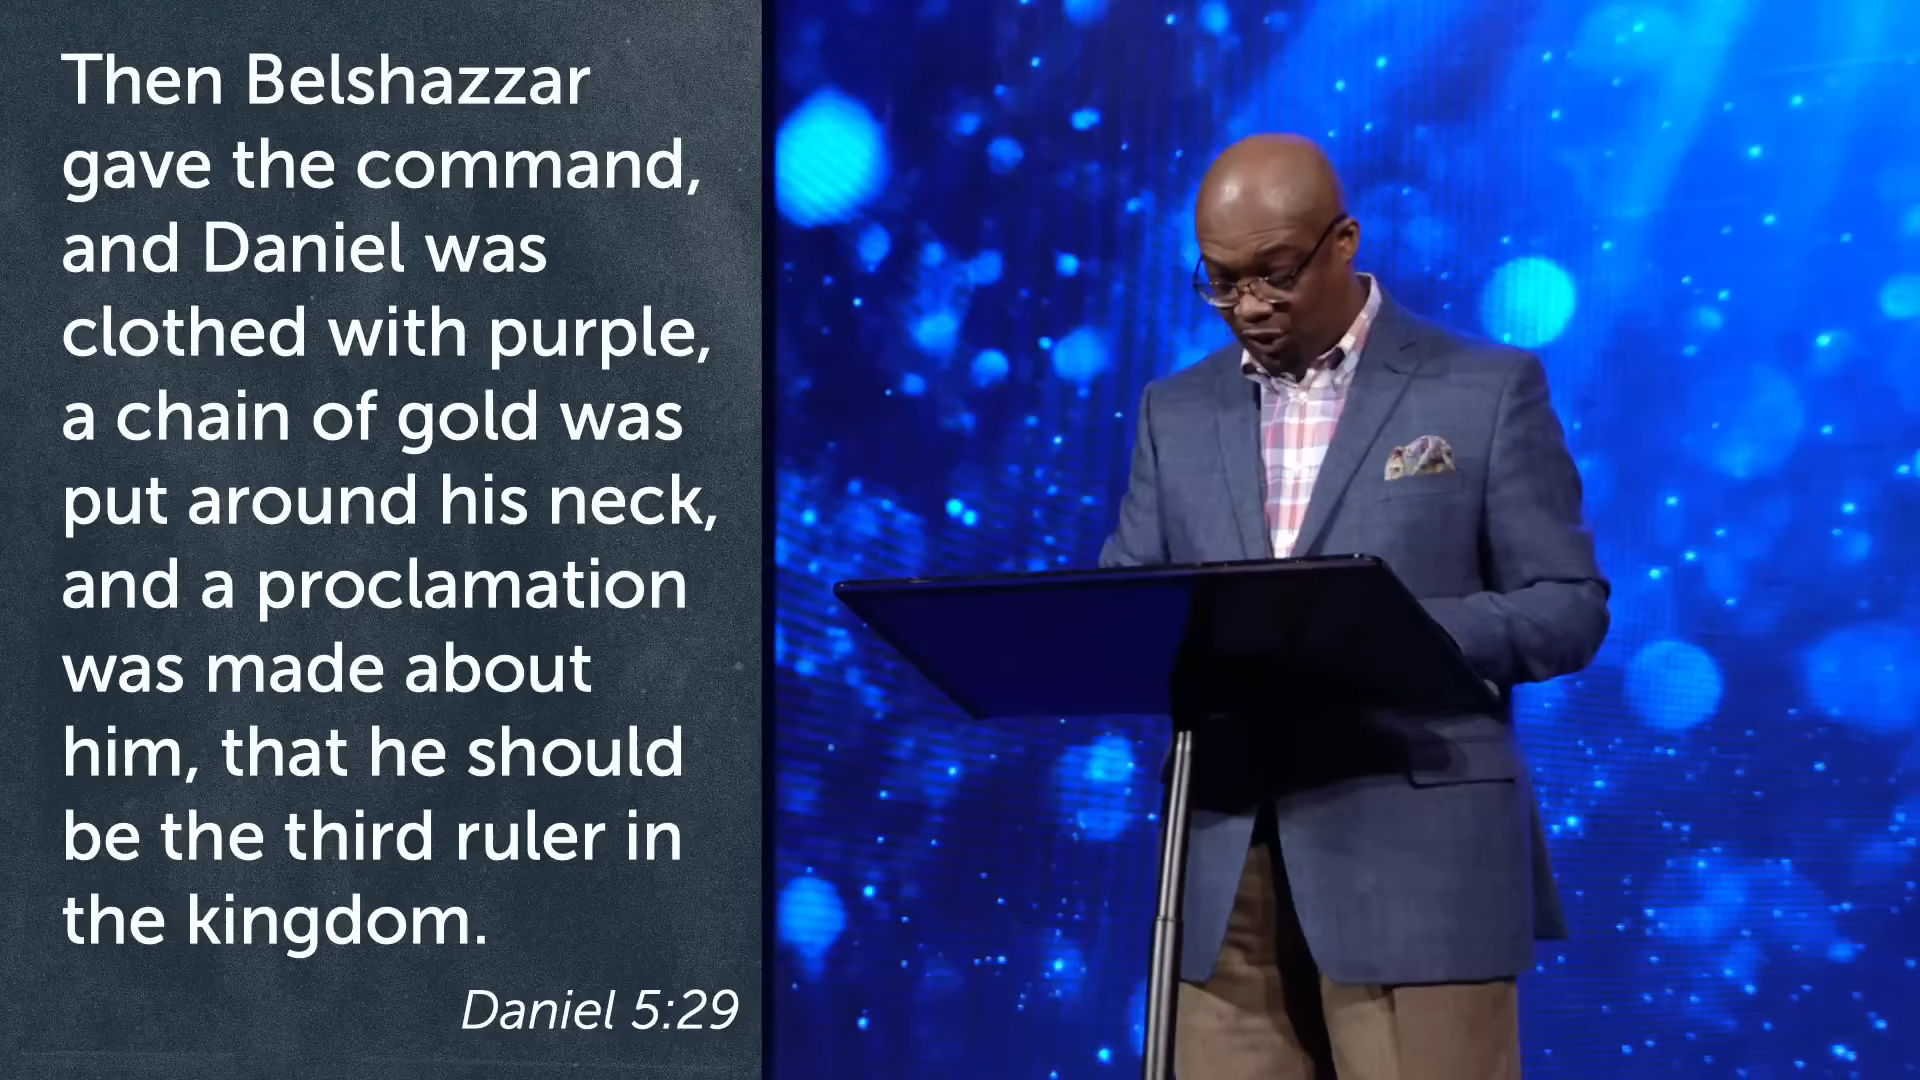 Then Belshazzar
gave the command,
and Daniel was
clothed with purple,
a chain of gold was
put around his neck,
and a proclamation
was made about
him, that he should
be the third ruler in
the kingdom.
Daniel 5:29